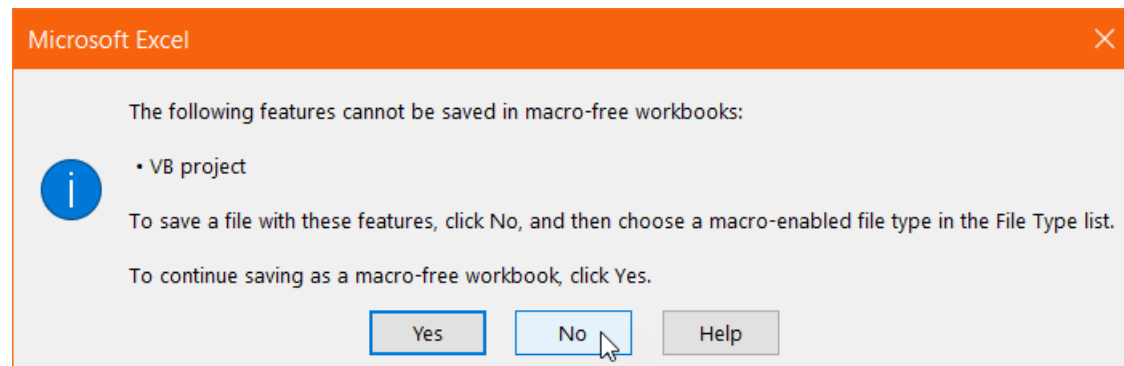 Microsoft Excel
The following features cannot be saved in macro-free workbooks:
• VB project
To save a file with these features, click No, and then choose a macro-enabled file type in the File Type list.
To continue saving as a macro-free workbook, click Yes.
Yes No Help